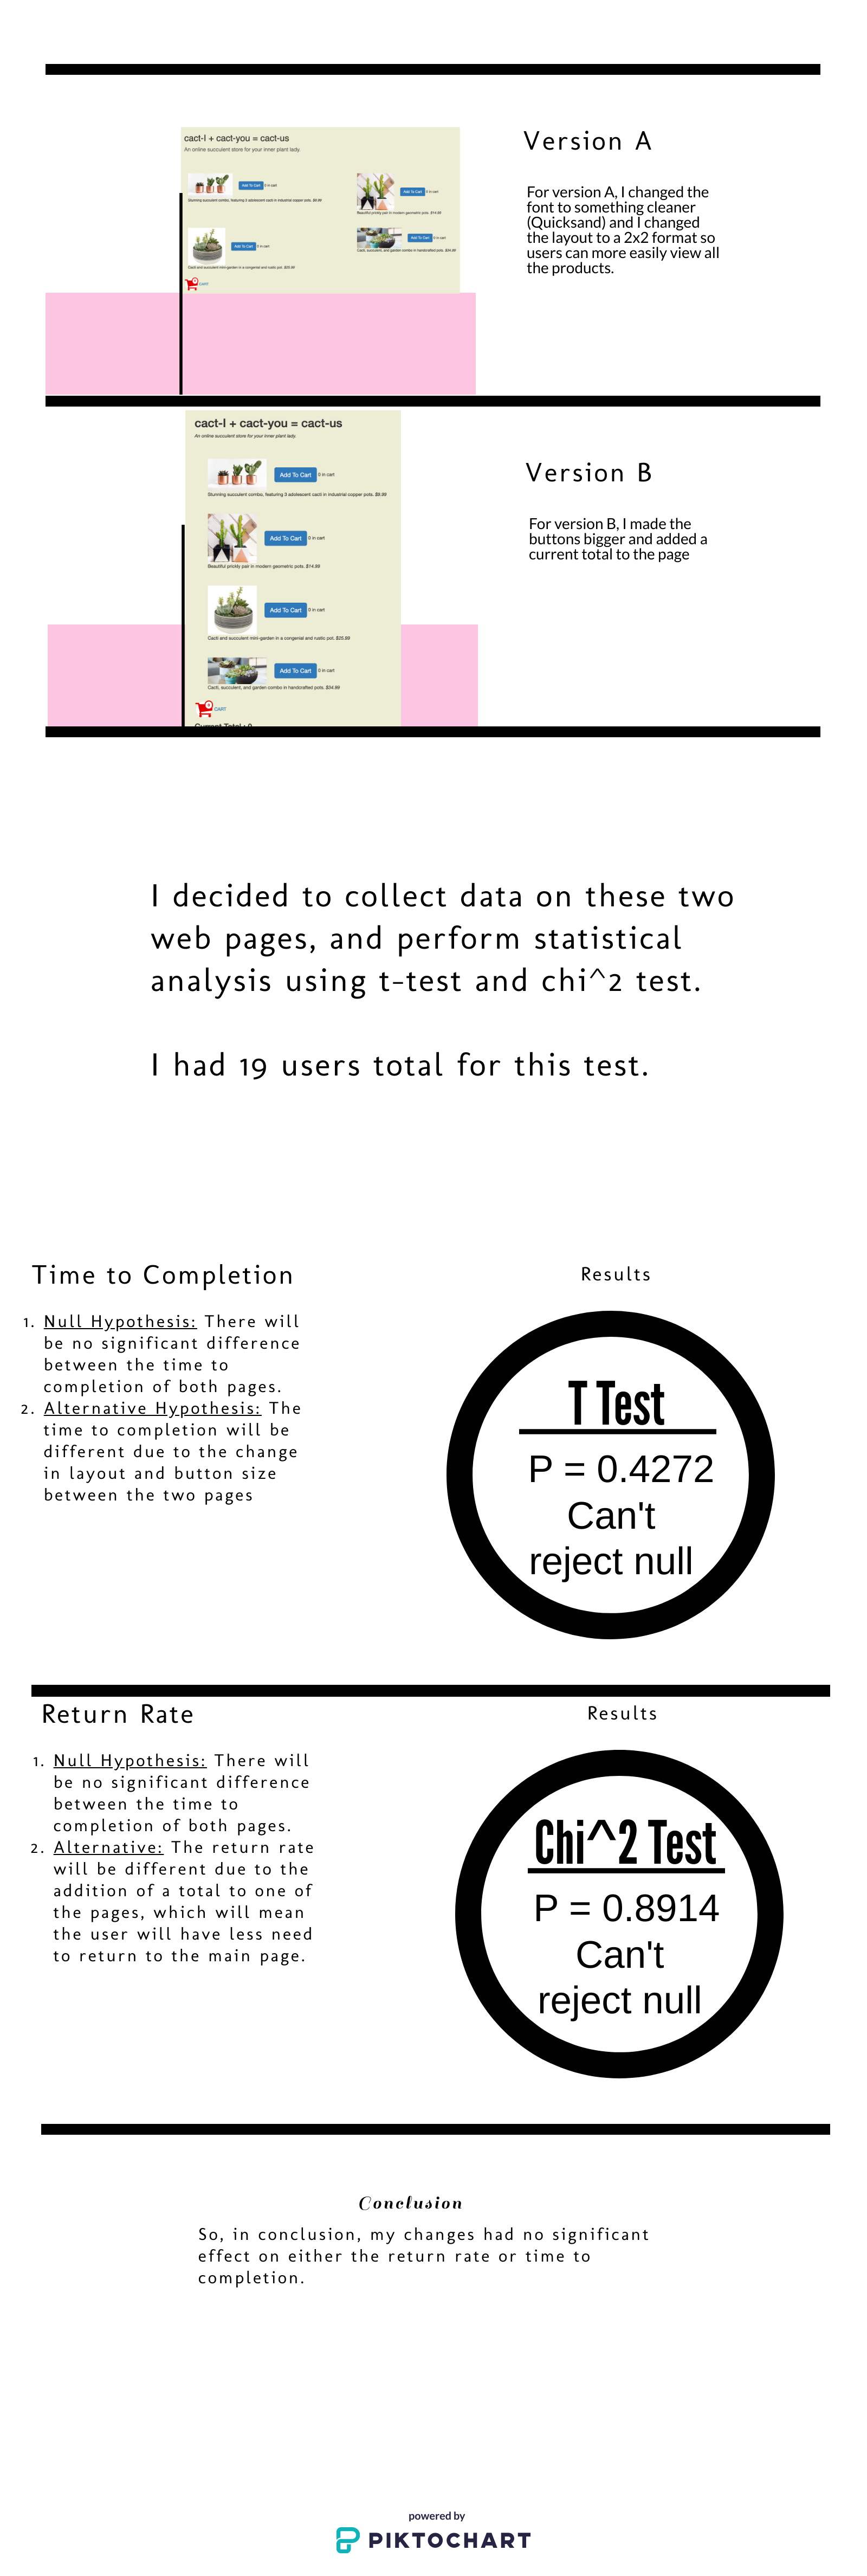 cact-I + cact-you = cact-us
An online succulent store for your inner plant lady.
Add To Cart 0 in cart
Stunning succulent combo, featuring 3 adolescent cacti in industrial copper pots. $9.99
Add To Cart 0 in cart
Beautiful prickly pair in modern geometric pots. $14.99
Add To Cart 0 in cart
Cacti and succulent mini-garden in a congenial and rustic pot. $25.99
Add To Cart 0 in cart
Cacti, succulent, and garden combo in handcrafted pots. $34.99
0 CART
Version A
For version A, I changed the
font to something cleaner
(Quicksand) and I changed
the layout to a 2x2 format so
users can more easily view all
the products.
cact-I + cact-you = cact-us
An online succulent store for your inner plant lady.
Add To Cart 0 in cart
Stunning succulent combo, featuring 3 adolescent cacti in industrial copper pots. $9.99
Add To Cart 0 in cart
Beautiful prickly pair in modern geometric pots. $14.99
Add To Cart 0 in cart
Cacti and succulent mini-garden in a congenial and rustic pot. $25.99
Add To Cart 0 in cart
Cacti, succulent, and garden combo in handcrafted pots. $34.99
0 CART
Current Total : 0
Version B
For version B, I made the
buttons bigger and added a
current total to the page
I decided to collect data on these two
web pages, and perform statistical
analysis using t-test and chi^2 test.
I had 19 users total for this test.
Time to Completion
1. Null Hypothesis: There will
be no significant difference
between the time to
completion of both pages.
2. Alternative Hypothesis: The
time to completion will be
different due to the change
in layout and button size
between the two pages
Results
T Test
P = 0.4272
Can't
reject null
Return Rate
1. Null Hypothesis: There will
be no significant difference
between the time to
completion of both pages.
2. Alternative: The return rate
will be different due to the
addition of a total to one of
the pages, which will mean
the user will have less need
to return to the main page.
Results
Chi^2 Test
P = 0.8914
Can't
reject null
Conclusion
So, in conclusion, my changes had no significant
effect on either the return rate or time to
completion.
powered by
PIKTOCHART